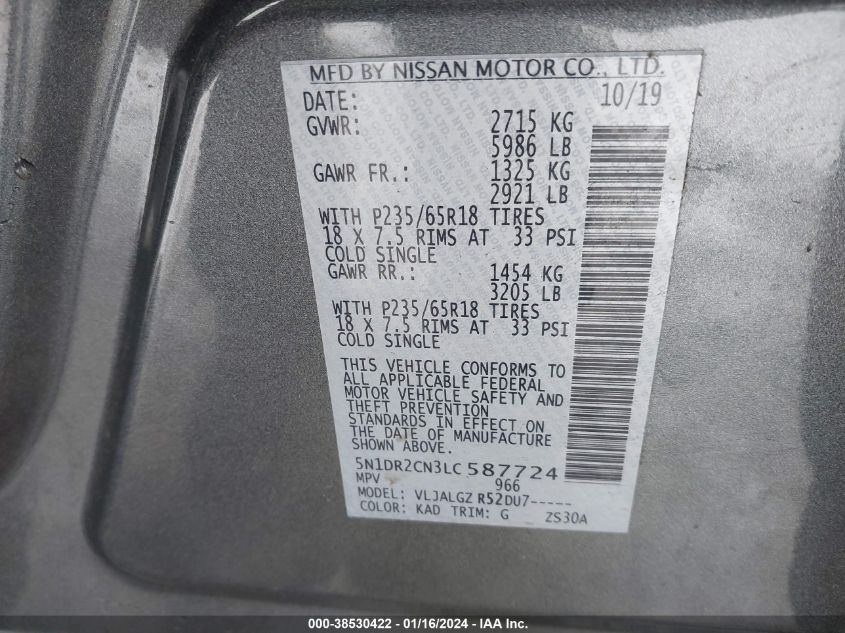 MFD BY NISSAN MOTOR CO., LTD.
DATE: 10/19
GVWR: 2715 KG
5986 LB
GAWR FR.: 1325 KG
2921 LB
WITH P235/65R18 TIRES
18 X 7.5 RIMS AT 33 PSI
COLD SINGLE
GAWR RR.: 1454 KG
3205 LB
WITH P235/65R18 TIRES
18 X 7.5 RIMS AT 33 PSI
COLD SINGLE
THIS VEHICLE CONFORMS TO
ALL APPLICABLE FEDERAL
MOTOR VEHICLE SAFETY AND
THEFT PREVENTION
STANDARDS IN EFFECT ON
THE DATE OF MANUFACTURE
SHOWN ABOVE.
5N1DR2CN3LC587724
MPV 966
MODEL: VLJALGZ R52DU7-----
COLOR: KAD TRIM: G ZS30A
000-38530422 - 01/16/2024 - IAA Inc.